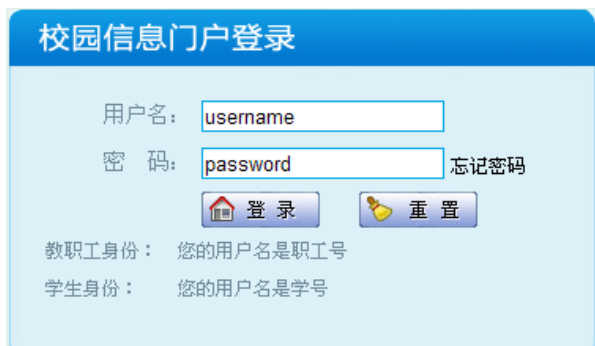 校园信息门户登录
用户名： username
密 码： password 忘记密码
登 录 重 置
教职工身份： 您的用户名是职工号
学生身份： 您的用户名是学号